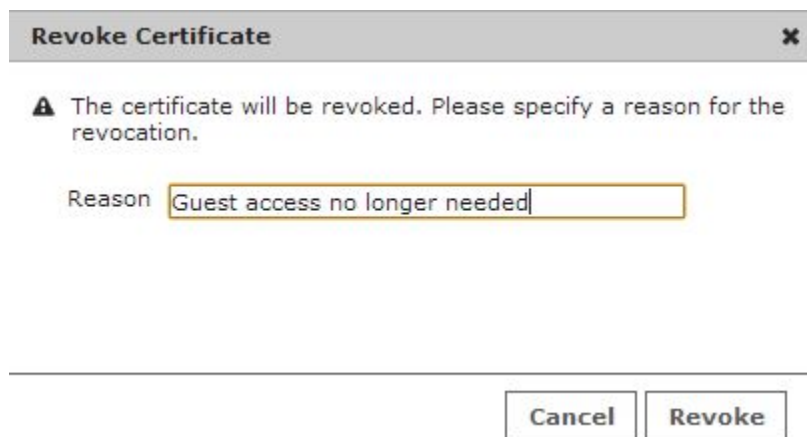 Revoke Certificate
The certificate will be revoked. Please specify a reason for the
revocation.
Reason Guest access no longer needed
Cancel Revoke